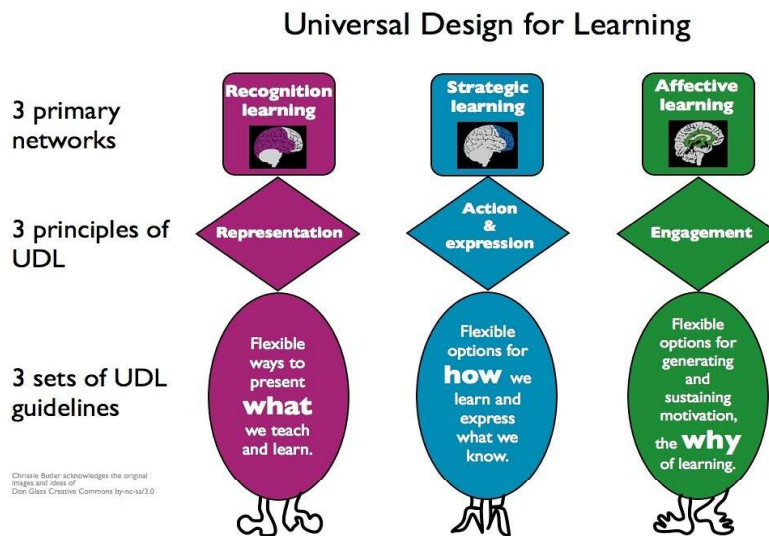 Universal Design for Learning
3 primary
networks
Recognition
learning
Strategic
learning
Affective
learning
3 principles of
UDL
Representation
Action
&
expression
Engagement
3 sets of UDL
guidelines
Flexible
ways to
present
what
we teach
and learn.
Flexible
options for
how we
learn and
express
what we
know.
Flexible
options for
generating
and
sustaining
motivation,
the why
of learning.
Chrissie Butler acknowledges the original
images and ideas of
Don Glass Creative Commons by-nc-sa/3.0